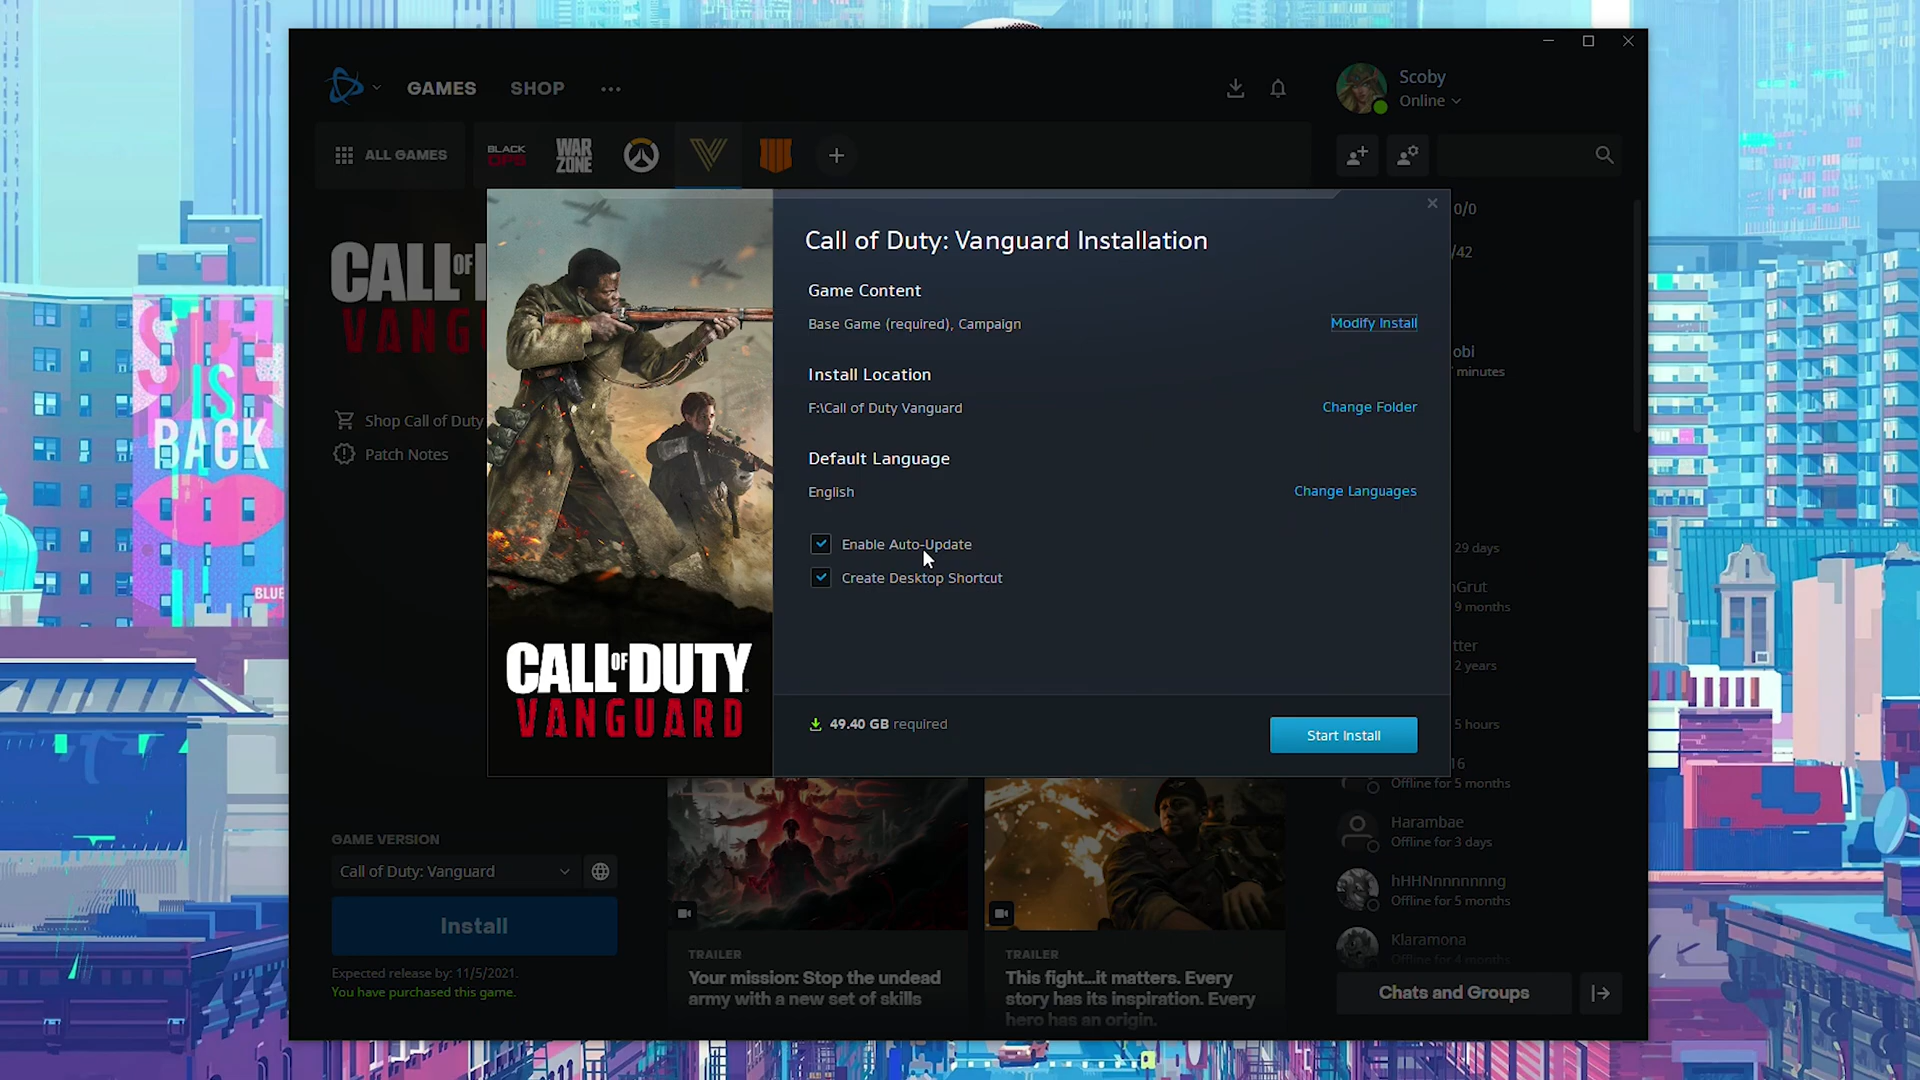 GAMES
SHOP
Scoby
Online
ALL GAMES
BLACK
OPS
WAR
ZONE
0/0
/42
CALL OF
VANGU
Call of Duty: Vanguard Installation
Game Content
Base Game (required), Campaign
Modify Install
obi
minutes
Install Location
F:\Call of Duty Vanguard
Change Folder
Shop Call of Duty
Patch Notes
Default Language
English
Change Languages
Enable Auto-Update
Create Desktop Shortcut
29 days
Grut
9 months
tter
2 years
5 hours
CALL OF DUTY
VANGUARD
49.40 GB required
Start Install
16
Offline for 5 months
Harambae
Offline for 3 days
hHHNnnnnnng
Offline for 5 months
Klaramona
Offline for 4 months
Chats and Groups
GAME VERSION
Call of Duty: Vanguard
Install
Expected release by: 11/5/2021.
You have purchased this game.
TRAILER
Your mission: Stop the undead
army with a new set of skills
TRAILER
This fight...it matters. Every
story has its inspiration. Every
hero has an origin.
IS
BACK
BLUE